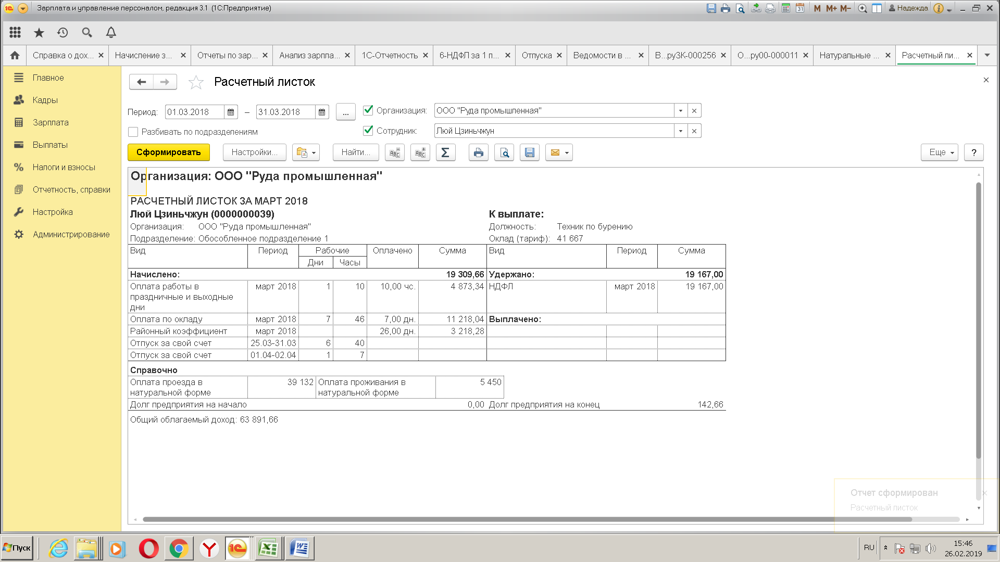 Зарплата и управление персоналом, редакция 3.1 (1С:Предприятие)
M M+ M- Надежда
Справка о дох... Начисление з... Отчеты по зар... Анализ зарпла... 1С-Отчетность 6-НДФЛ за 1 п... Отпуска Ведомости в ... В...руЗК-000256 О...ру00-000011 Натуральные ... Расчетный ли...
Главное
Кадры
Зарплата
Выплаты
Налоги и взносы
Отчетность, справки
Настройка
Администрирование
Расчетный листок
Период: 01.03.2018 – 31.03.2018 ... Организация: ООО "Руда промышленная"
Разбивать по подразделениям Сотрудник: Люй Цзиньчжун
Сформировать Настройки... Найти... Σ Еще ?
Организация: ООО "Руда промышленная"
РАСЧЕТНЫЙ ЛИСТОК ЗА МАРТ 2018
Люй Цзиньчжун (0000000039) К выплате:
Организация: ООО "Руда промышленная" Должность: Техник по бурению
Подразделение: Обособленное подразделение 1 Оклад (тариф): 41 667
Вид Период Рабочие Оплачено Сумма Вид Период Сумма
Дни Часы
Начислено: 19 309,66 Удержано: 19 167,00
Оплата работы в март 2018 1 10 10,00 чс. 4 873,34 НДФЛ март 2018 19 167,00
праздничные и выходные
дни
Оплата по окладу март 2018 7 46 7,00 дн. 11 218,04 Выплачено:
Районный коэффициент март 2018 26,00 дн. 3 218,28
Отпуск за свой счет 25.03-31.03 6 40
Отпуск за свой счет 01.04-02.04 1 7
Справочно
Оплата проезда в 39 132 Оплата проживания в 5 450
натуральной форме натуральной форме
Долг предприятия на начало 0,00 Долг предприятия на конец 142,66
Общий облагаемый доход: 63 891,66
Отчет сформирован
Расчетный листок
Пуск RU 15:46
26.02.2019